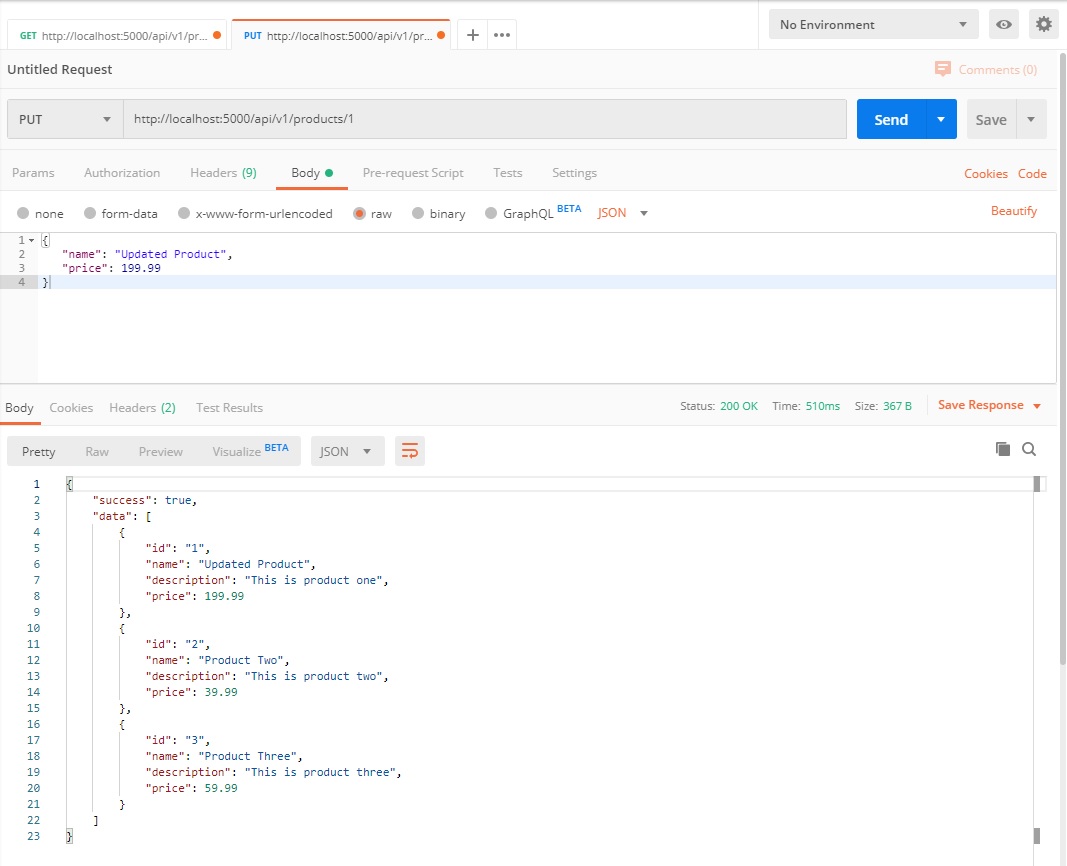 GET http://localhost:5000/api/v1/pr...
PUT http://localhost:5000/api/v1/pr...
No Environment
Untitled Request
Comments (0)
PUT
http://localhost:5000/api/v1/products/1
Send
Save
Params Authorization Headers (9) Body Pre-request Script Tests Settings
Cookies Code
none form-data x-www-form-urlencoded raw binary GraphQL BETA JSON
Beautify
1 {
2 "name": "Updated Product",
3 "price": 199.99
4 }
Body Cookies Headers (2) Test Results
Status: 200 OK Time: 510ms Size: 367 B
Save Response
Pretty Raw Preview Visualize BETA JSON
1 {
2 "success": true,
3 "data": [
4 {
5 "id": "1",
6 "name": "Updated Product",
7 "description": "This is product one",
8 "price": 199.99
9 },
10 {
11 "id": "2",
12 "name": "Product Two",
13 "description": "This is product two",
14 "price": 39.99
15 },
16 {
17 "id": "3",
18 "name": "Product Three",
19 "description": "This is product three",
20 "price": 59.99
21 }
22 ]
23 }